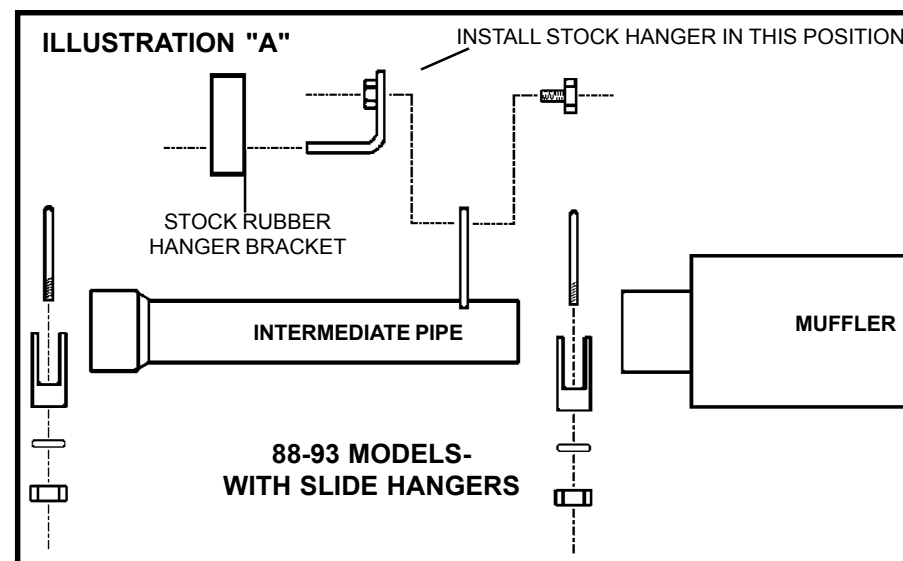 ILLUSTRATION "A"
INSTALL STOCK HANGER IN THIS POSITION
STOCK RUBBER
HANGER BRACKET
INTERMEDIATE PIPE
MUFFLER
88-93 MODELS-
WITH SLIDE HANGERS